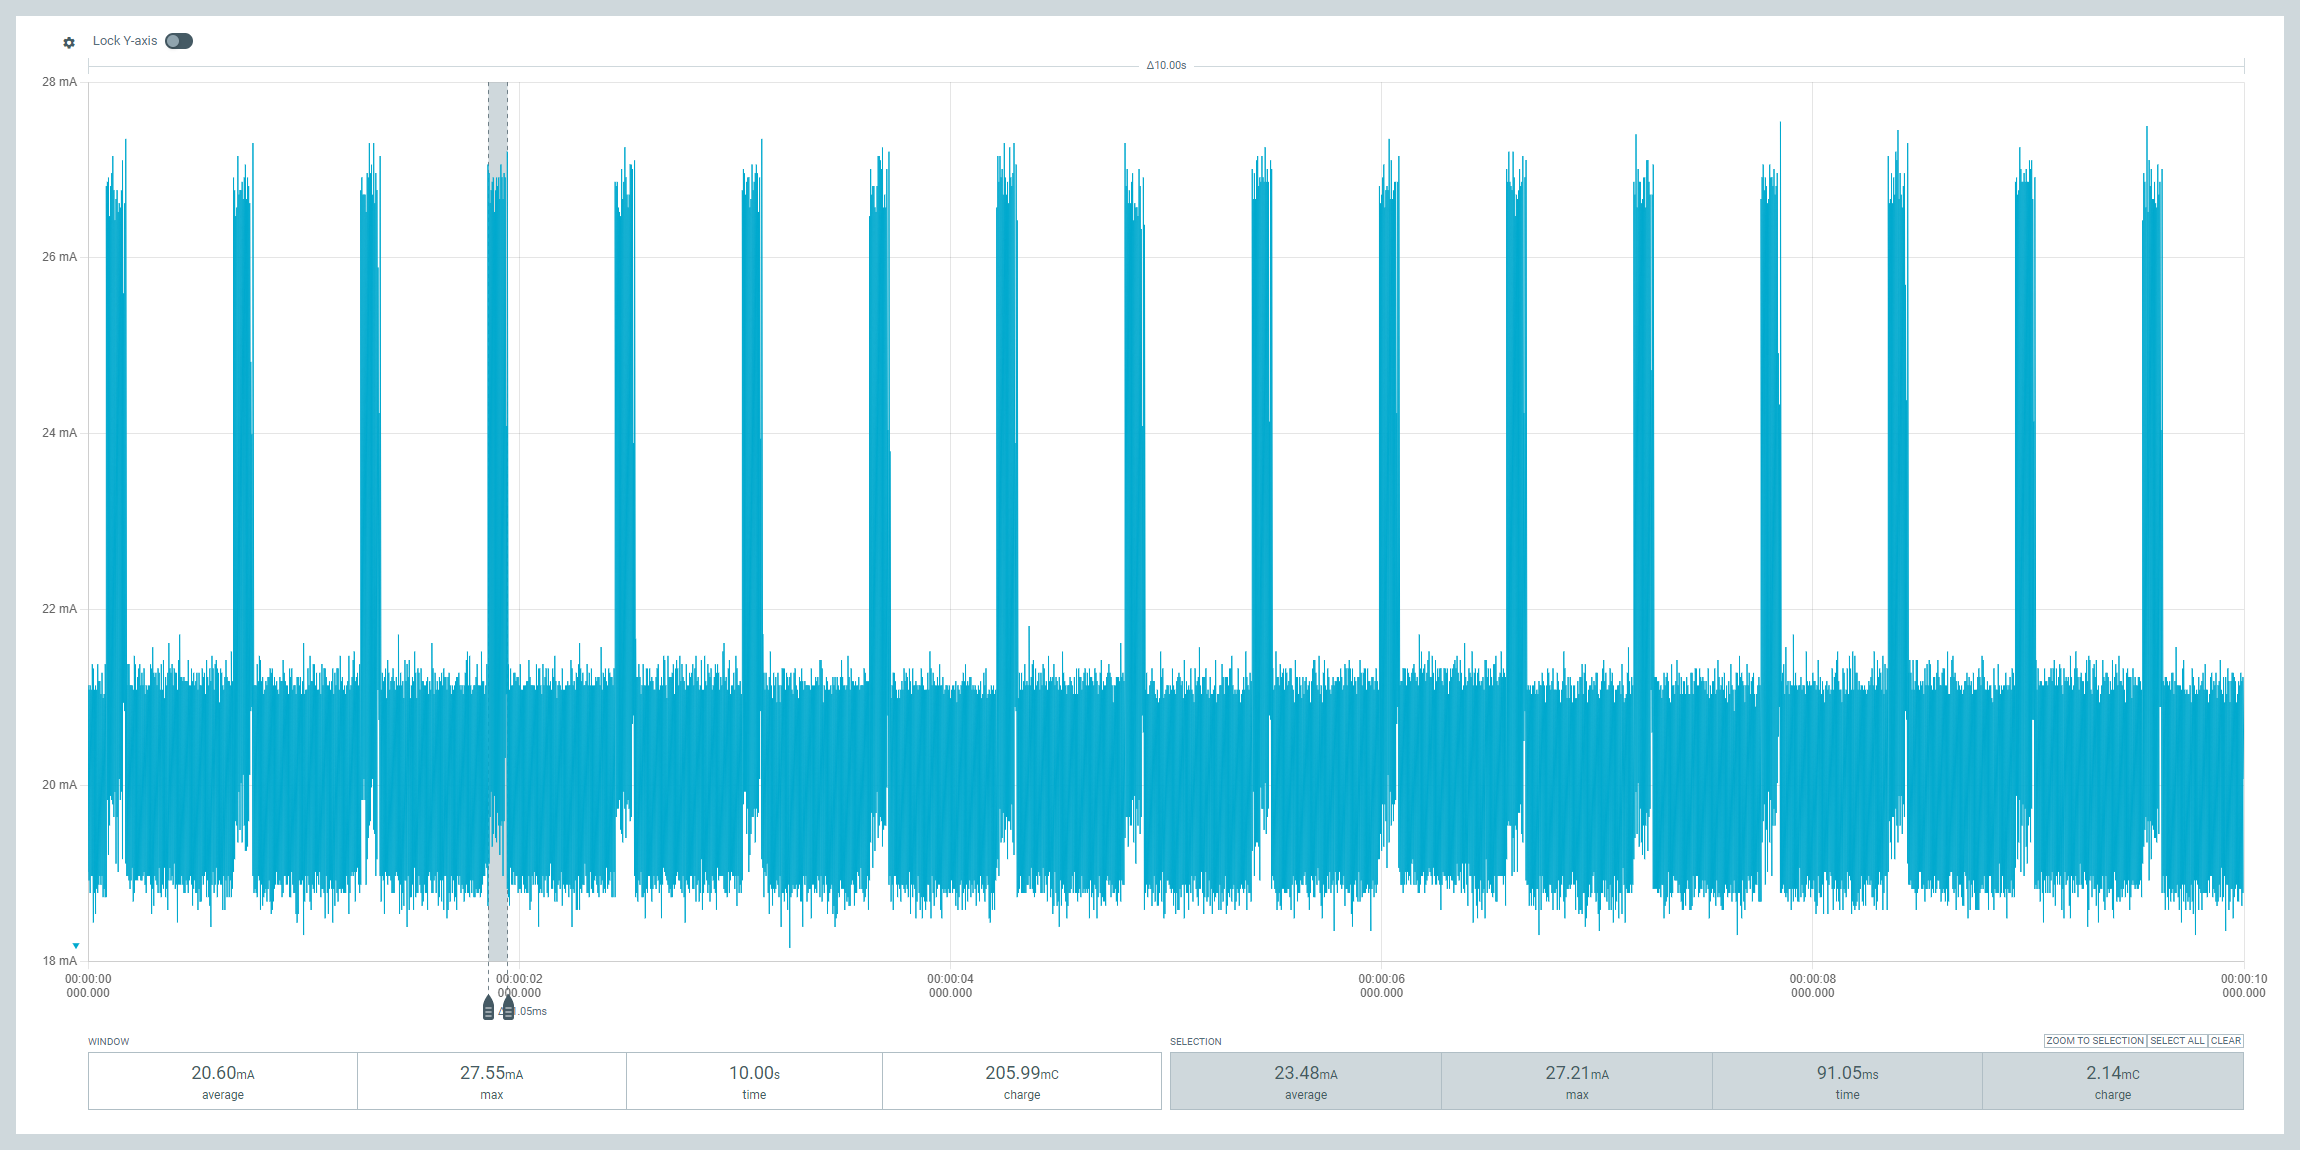 Lock Y-axis
Δ10.00s
28 mA
26 mA
24 mA
22 mA
20 mA
18 mA
00:00:00 00:00:02 00:00:04 00:00:06 00:00:08 00:00:10
000.000 000.000 000.000 000.000 000.000 000.000
WINDOW
20.60mA 27.55mA 10.00s 205.99mC
average max time charge
SELECTION
ZOOM TO SELECTION SELECT ALL CLEAR
23.48mA 27.21mA 91.05ms 2.14mC
average max time charge